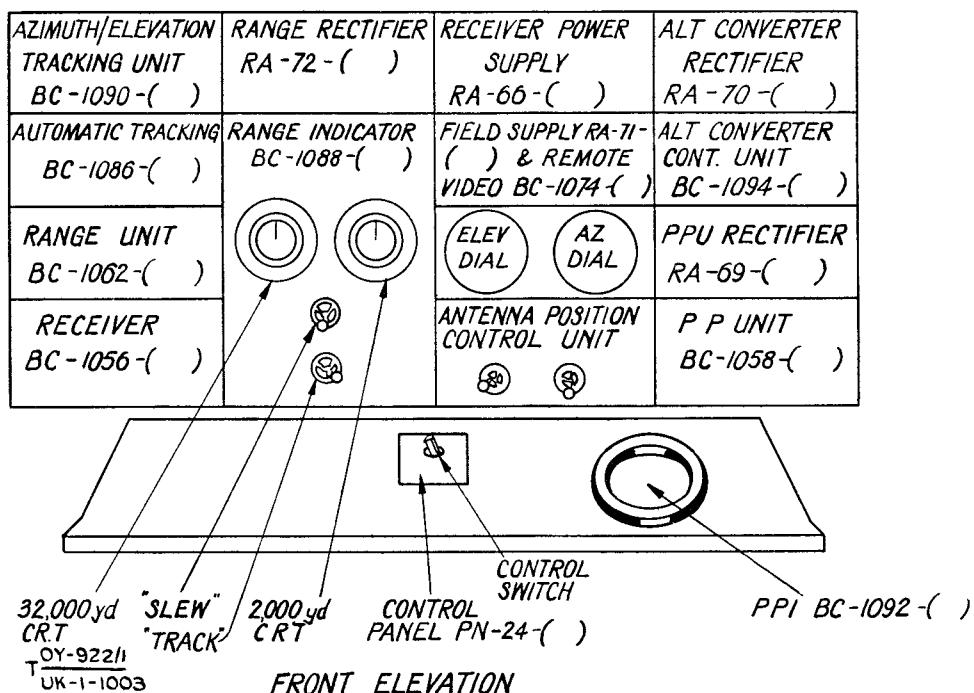 AZIMUTH/ELEVATION
TRACKING UNIT
BC-1090-( )
RANGE RECTIFIER
RA-72-( )
RECEIVER POWER
SUPPLY
RA-66-( )
ALT CONVERTER
RECTIFIER
RA-70-( )
AUTOMATIC TRACKING
BC-1086-( )
RANGE INDICATOR
BC-1088-( )
FIELD SUPPLY RA-71-
( ) & REMOTE
VIDEO BC-1074-( )
ALT CONVERTER
CONT. UNIT
BC-1094-( )
RANGE UNIT
BC-1062-( )
ELEV
DIAL
AZ
DIAL
PPU RECTIFIER
RA-69-( )
RECEIVER
BC-1056-( )
ANTENNA POSITION
CONTROL UNIT
P P UNIT
BC-1058-( )
32,000 yd
CRT
"SLEW"
"TRACK"
2,000 yd
CRT
CONTROL
PANEL PN-24-( )
CONTROL
SWITCH
PPI BC-1092-( )
T OY-922/1
UK-1-1003
FRONT ELEVATION